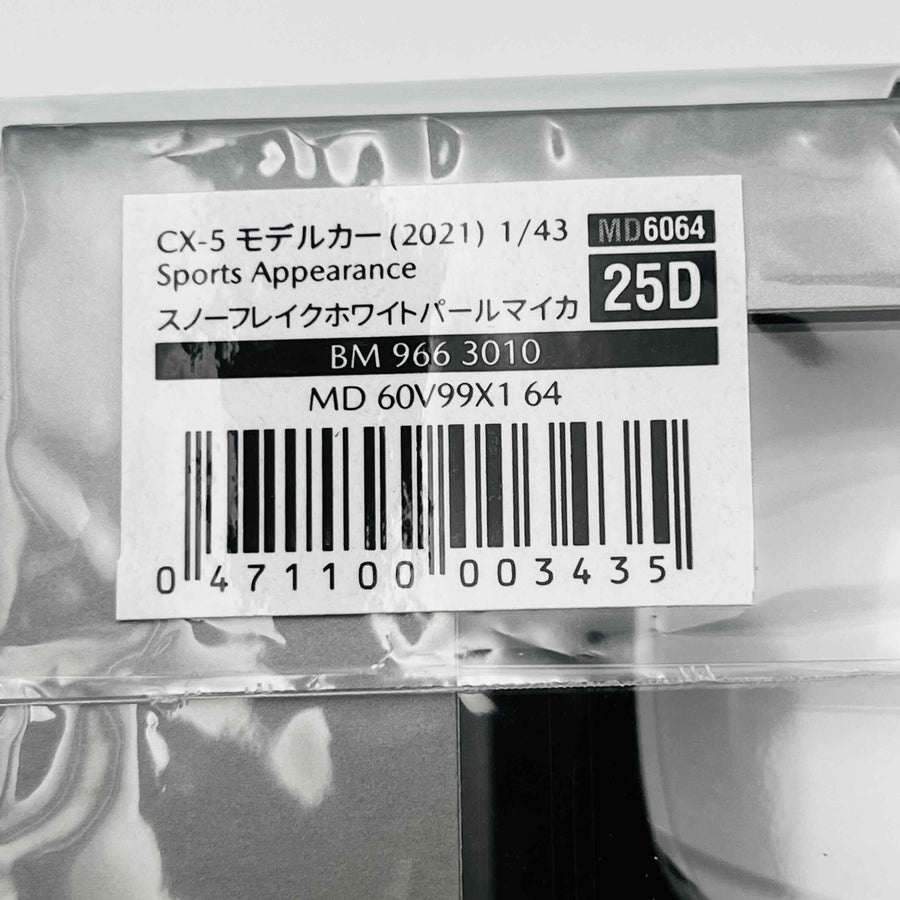 CX-5 モデルカー(2021) 1/43
MD6064
Sports Appearance
25D
スノーフレイクホワイトパールマイカ
BM 966 3010
MD 60V99X1 64
0 471100 003435